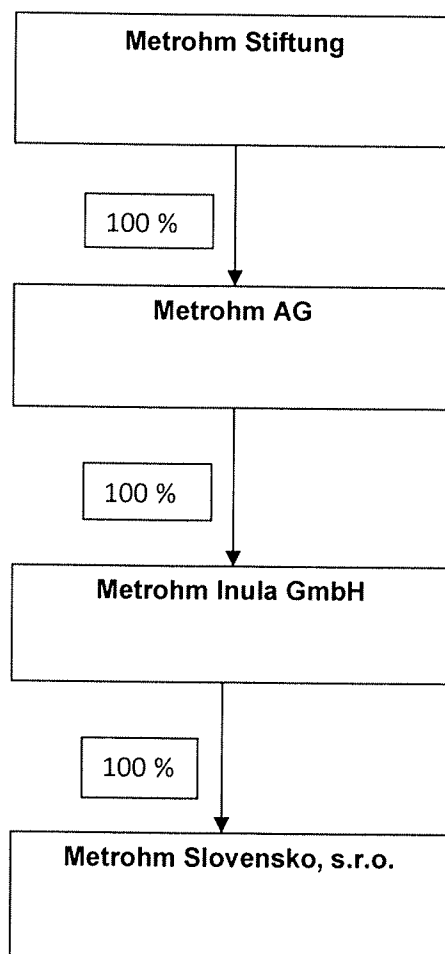 Metrohm Stiftung
100 %
Metrohm AG
100 %
Metrohm Inula GmbH
100 %
Metrohm Slovensko, s.r.o.